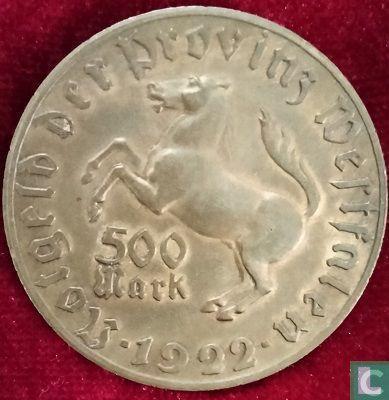 Notgeld der Provinz Westfalen
500
Mark
· 1922 ·
C